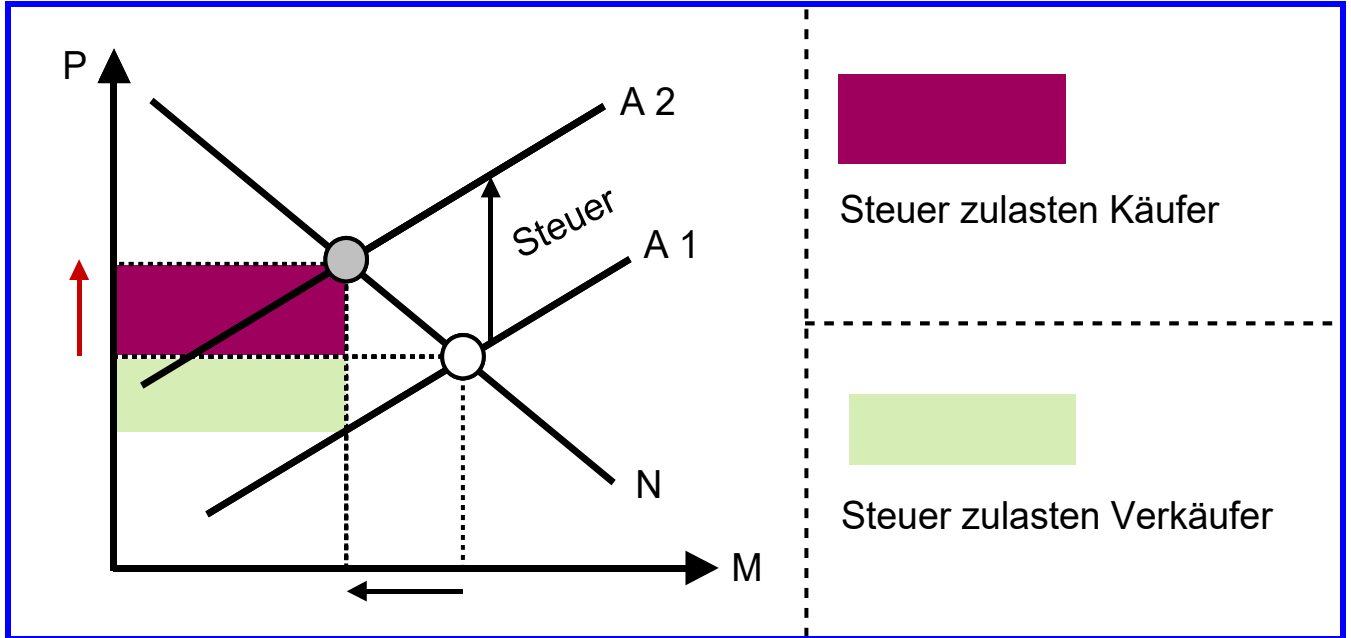 P
A 2
Steuer
A 1
N
M
Steuer zulasten Käufer
Steuer zulasten Verkäufer